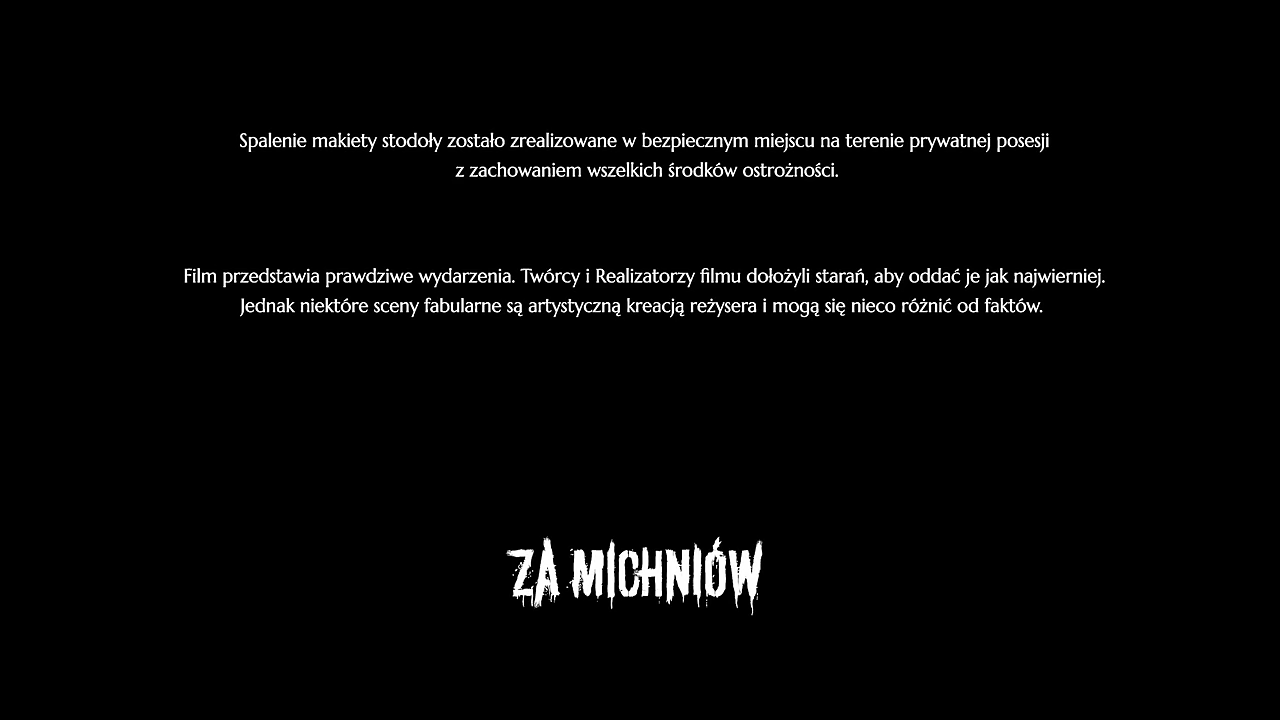 Spalenie makiety stodoły zostało zrealizowane w bezpiecznym miejscu na terenie prywatnej posesji
z zachowaniem wszelkich środków ostrożności.
Film przedstawia prawdziwe wydarzenia. Twórcy i Realizatorzy filmu dołożyli starań, aby oddać je jak najwierniej.
Jednak niektóre sceny fabularne są artystyczną kreacją reżysera i mogą się nieco różnić od faktów.
ZA MICHNIÓW